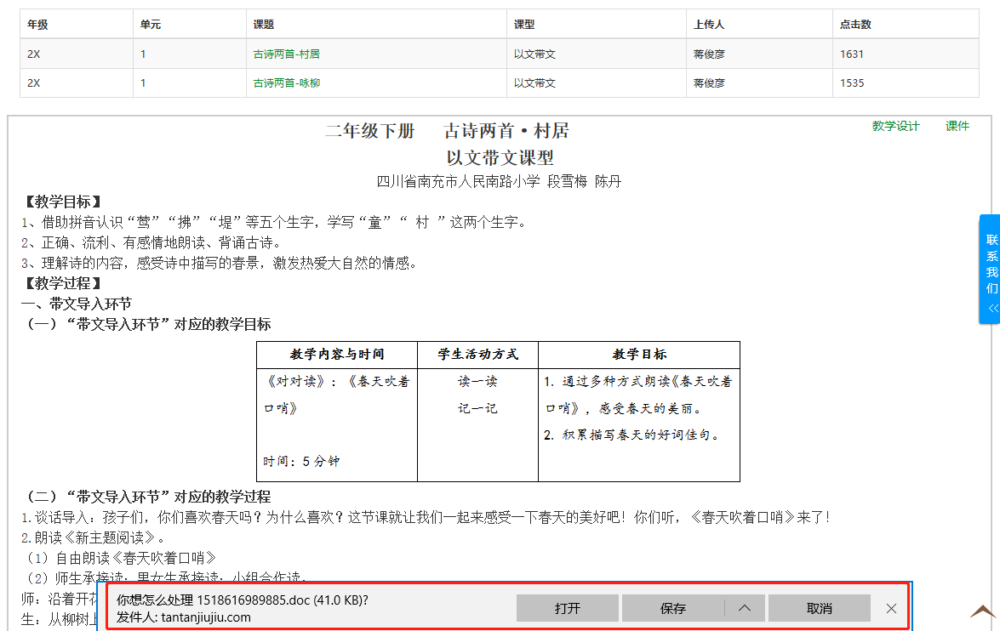 年级 单元 课题 课型 上传人 点击数
2X 1 古诗两首-村居 以文带文 蒋俊彦 1631
2X 1 古诗两首-咏柳 以文带文 蒋俊彦 1535
教学设计 课件
二年级下册 古诗两首·村居
以文带文课型
四川省南充市人民南路小学 段雪梅 陈丹
【教学目标】
1、借助拼音认识“莺”“拂”“堤”等五个生字，学写“童”“ 村 ”这两个生字。
2、正确、流利、有感情地朗读、背诵古诗。
3、理解诗的内容，感受诗中描写的春景，激发热爱大自然的情感。
【教学过程】
一、带文导入环节
（一）“带文导入环节”对应的教学目标
教学内容与时间 学生活动方式 教学目标
《对对读》：《春天吹着 读一读 1. 通过多种方式朗读《春天吹着
口哨》 记一记 口哨》，感受春天的美丽。
2. 积累描写春天的好词佳句。
时间：5 分钟
（二）“带文导入环节”对应的教学过程
1.谈话导入：孩子们，你们喜欢春天吗？为什么喜欢？这节课就让我们一起来感受一下春天的美好吧！你们听，《春天吹着口哨》来了！
2.朗读《新主题阅读》。
（1）自由朗读《春天吹着口哨》
（2）师生承接读；男女生承接读；小组合作读。
师：沿着开花
生：从柳树上
联系我们
你想怎么处理 1518616989885.doc (41.0 KB)?
发件人: tantanjiujiu.com
打开 保存 取消